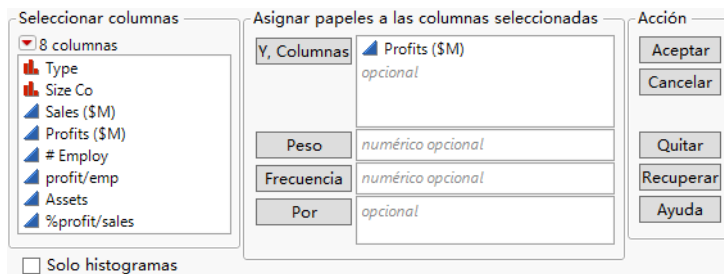 Seleccionar columnas
8 columnas
Type
Size Co
Sales ($M)
Profits ($M)
# Employ
profit/emp
Assets
%profit/sales
Solo histogramas
Asignar papeles a las columnas seleccionadas
Y, Columnas
Profits ($M)
opcional
Peso
numérico opcional
Frecuencia
numérico opcional
Por
opcional
Acción
Aceptar
Cancelar
Quitar
Recuperar
Ayuda